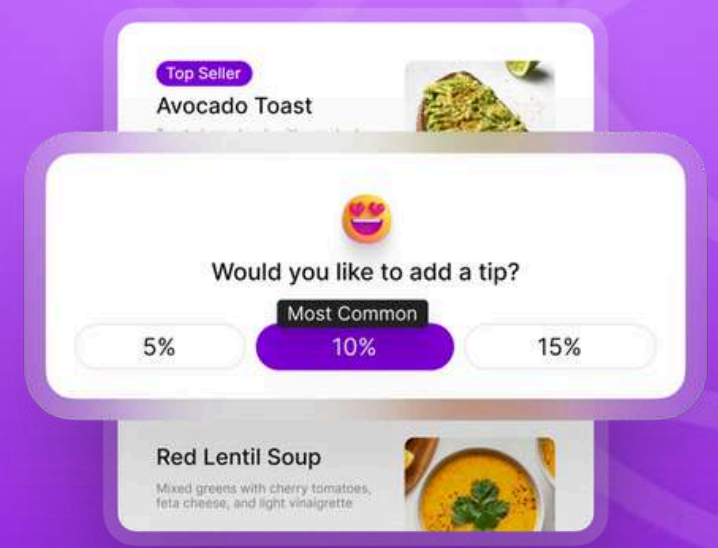 Top Seller
Avocado Toast
Would you like to add a tip?
Most Common
5% 10% 15%
Red Lentil Soup
Mixed greens with cherry tomatoes,
feta cheese, and light vinaigrette